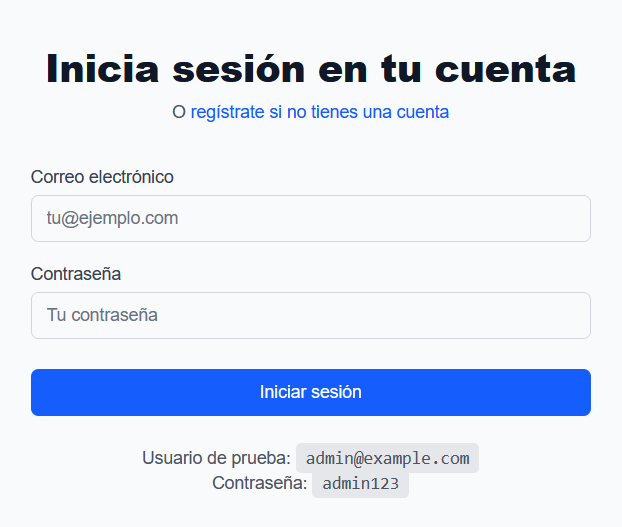 Inicia sesión en tu cuenta
O regístrate si no tienes una cuenta
Correo electrónico
tu@ejemplo.com
Contraseña
Tu contraseña
Iniciar sesión
Usuario de prueba: admin@example.com
Contraseña: admin123